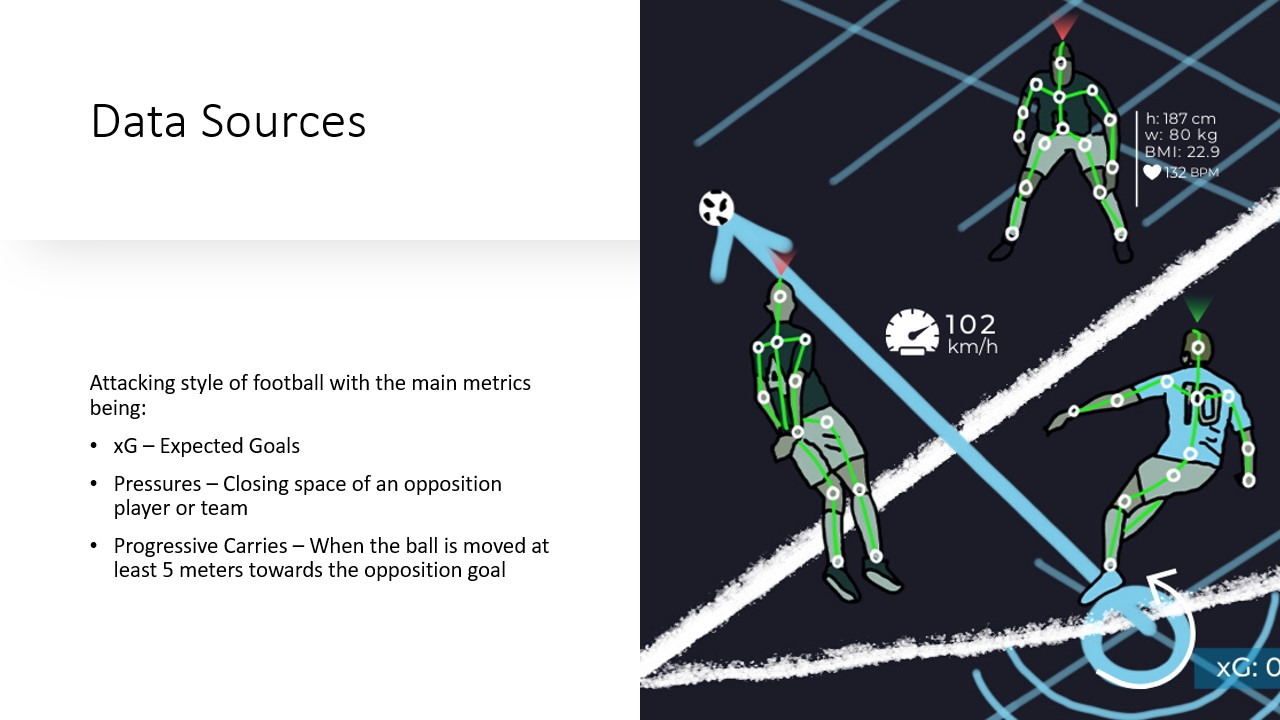 Data Sources
Attacking style of football with the main metrics
being:
• xG – Expected Goals
• Pressures – Closing space of an opposition
player or team
• Progressive Carries – When the ball is moved at
least 5 meters towards the opposition goal
h: 187 cm
w: 80 kg
BMI: 22.9
132 BPM
102
km/h
10
xG: 0